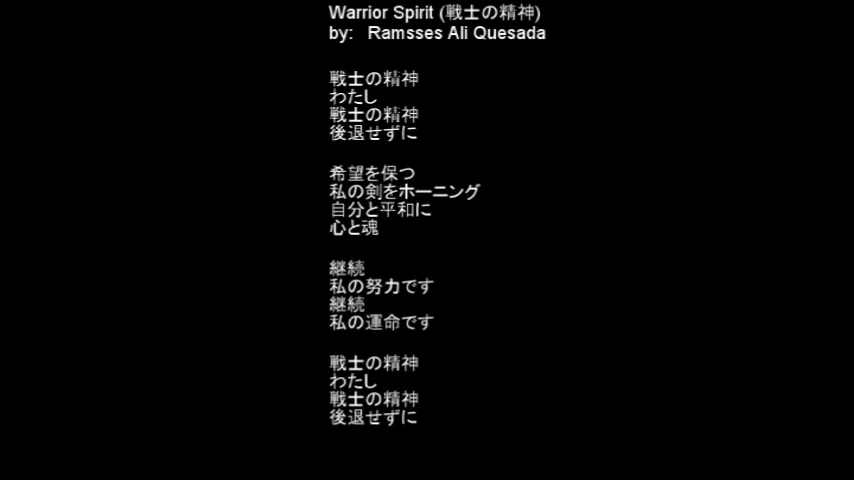 Warrior Spirit (戦士の精神)
by: Ramsses Ali Quesada
戦士の精神
わたし
戦士の精神
後退せずに
希望を保つ
私の剣をホーニング
自分と平和に
心と魂
継続
私の努力です
継続
私の運命です
戦士の精神
わたし
戦士の精神
後退せずに